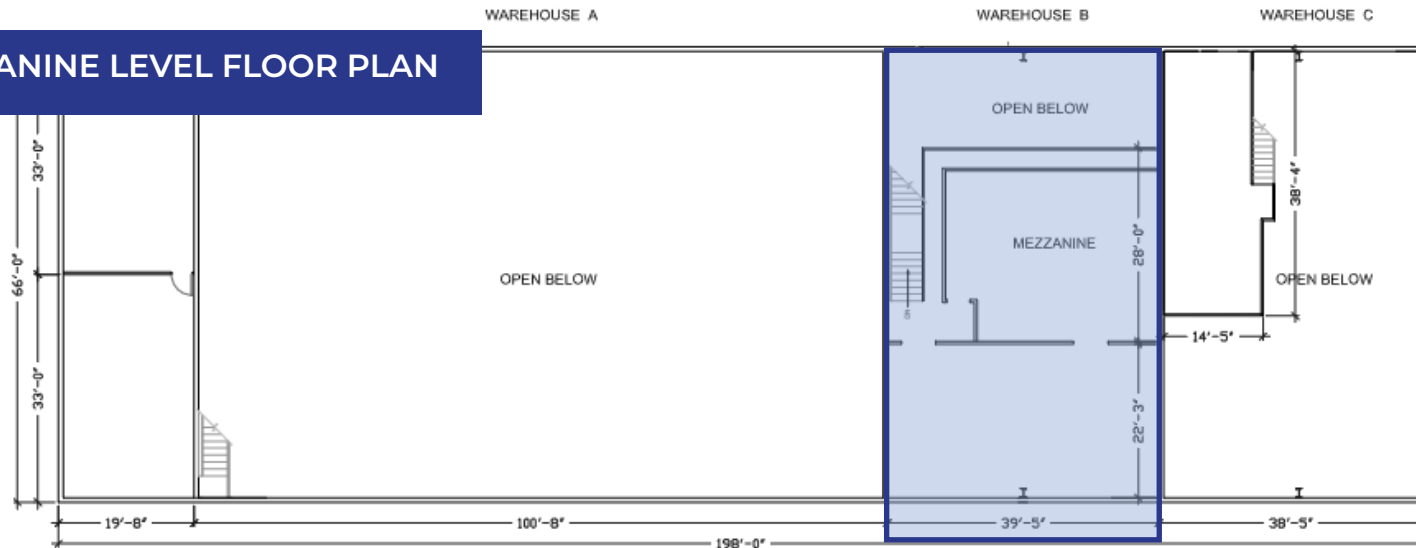 WAREHOUSE A
WAREHOUSE B
WAREHOUSE C
ANINE LEVEL FLOOR PLAN
OPEN BELOW
33'-0"
38'-4"
MEZZANINE
28'-0"
66'-0"
OPEN BELOW
OPEN BELOW
14'-5"
33'-0"
22'-3"
19'-8"
100'-8"
39'-5"
38'-5"
198'-0"